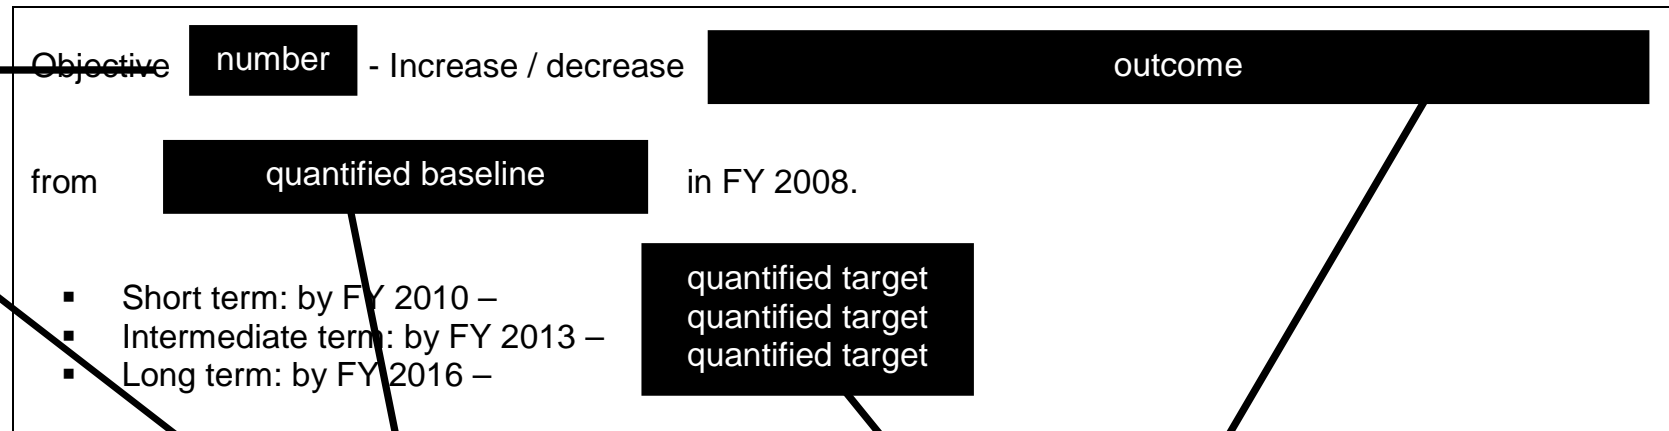 Objective number - Increase / decrease outcome
from quantified baseline in FY 2008.
▪ Short term: by FY 2010 – quantified target
▪ Intermediate term: by FY 2013 – quantified target
▪ Long term: by FY 2016 – quantified target